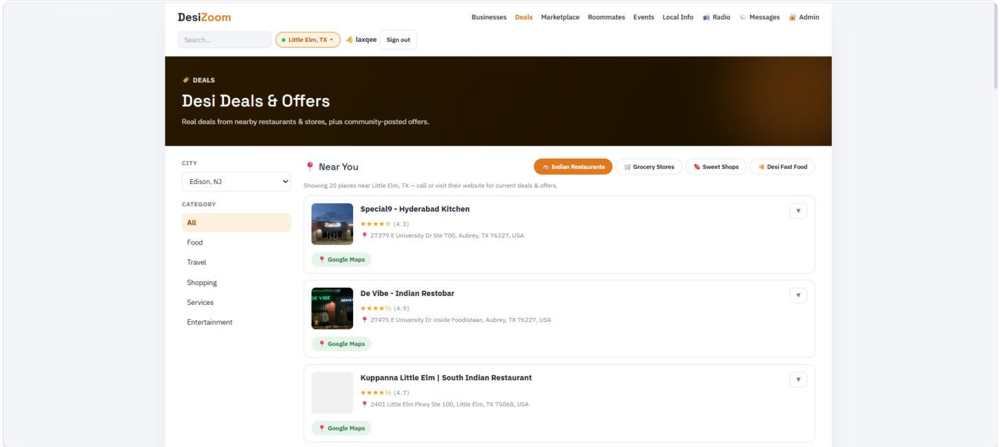 DesiZoom
Businesses Deals Marketplace Roommates Events Local Info Radio Messages Admin
Search... Little Elm, TX laxqee Sign out
DEALS
Desi Deals & Offers
Real deals from nearby restaurants & stores, plus community-posted offers.
CITY
Edison, NJ
CATEGORY
All
Food
Travel
Shopping
Services
Entertainment
Near You
Indian Restaurants Grocery Stores Sweet Shops Desi Fast Food
Showing 20 places near Little Elm, TX — call or visit their website for current deals & offers.
Special9 - Hyderabad Kitchen
★★★★☆ (4.3)
27379 E University Dr Ste 700, Aubrey, TX 76227, USA
Google Maps
DE VIBE
De Vibe - Indian Restobar
★★★★½ (4.9)
27475 E University Dr inside Foodistaan, Aubrey, TX 76227, USA
Google Maps
Kuppanna Little Elm | South Indian Restaurant
★★★★½ (4.7)
2401 Little Elm Pkwy Ste 100, Little Elm, TX 75068, USA
Google Maps